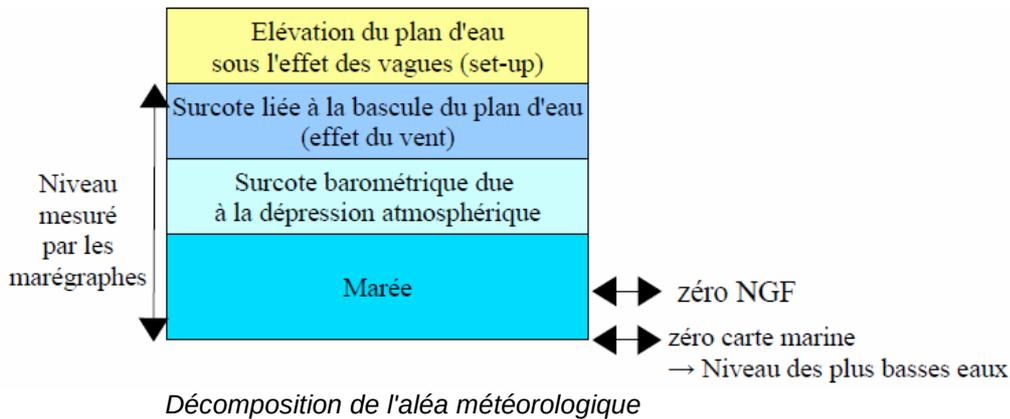 Elévation du plan d'eau
sous l'effet des vagues (set-up)
Surcote liée à la bascule du plan d'eau
(effet du vent)
Surcote barométrique due
à la dépression atmosphérique
Marée
Niveau
mesuré
par les
marégraphes
zéro NGF
zéro carte marine
→ Niveau des plus basses eaux
Décomposition de l'aléa météorologique